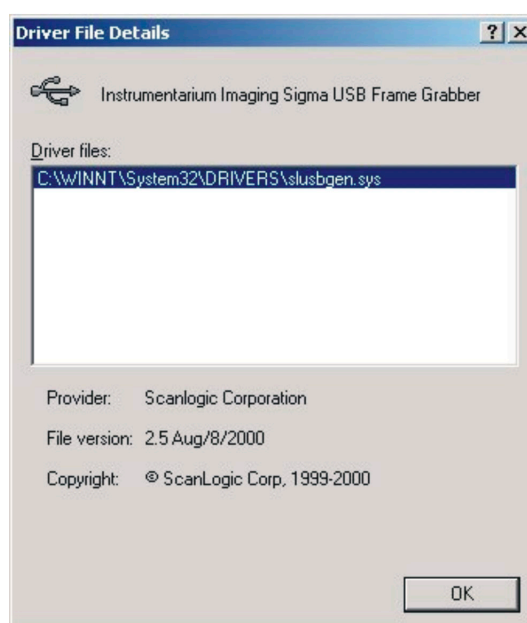 Driver File Details
Instrumentarium Imaging Sigma USB Frame Grabber
Driver files:
C:\WINNT\System32\DRIVERS\slusbgen.sys
Provider: Scanlogic Corporation
File version: 2.5 Aug/8/2000
Copyright: © ScanLogic Corp, 1999-2000
OK